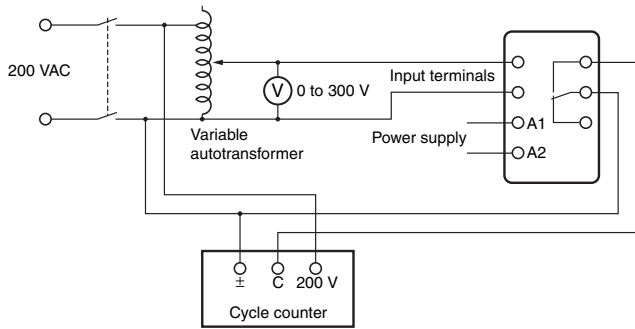 200 VAC
V
0 to 300 V
Input terminals
Variable
autotransformer
Power supply
A1
A2
±
C
200 V
Cycle counter